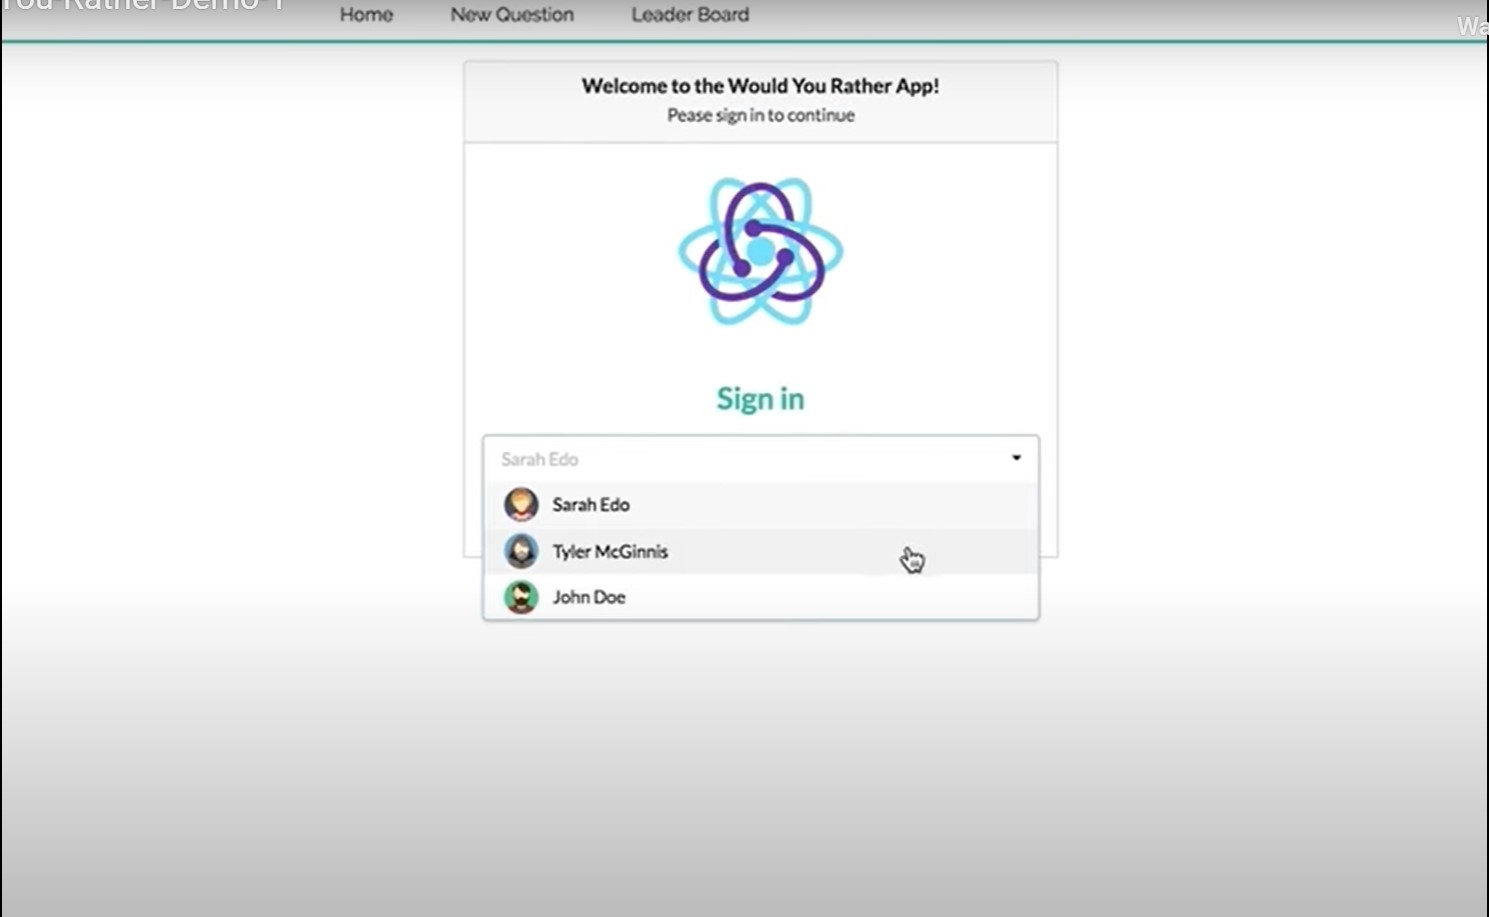 You-Rather-Demo-1
Home New Question Leader Board
Welcome to the Would You Rather App!
Pease sign in to continue
Sign in
Sarah Edo
Sarah Edo
Tyler McGinnis
John Doe